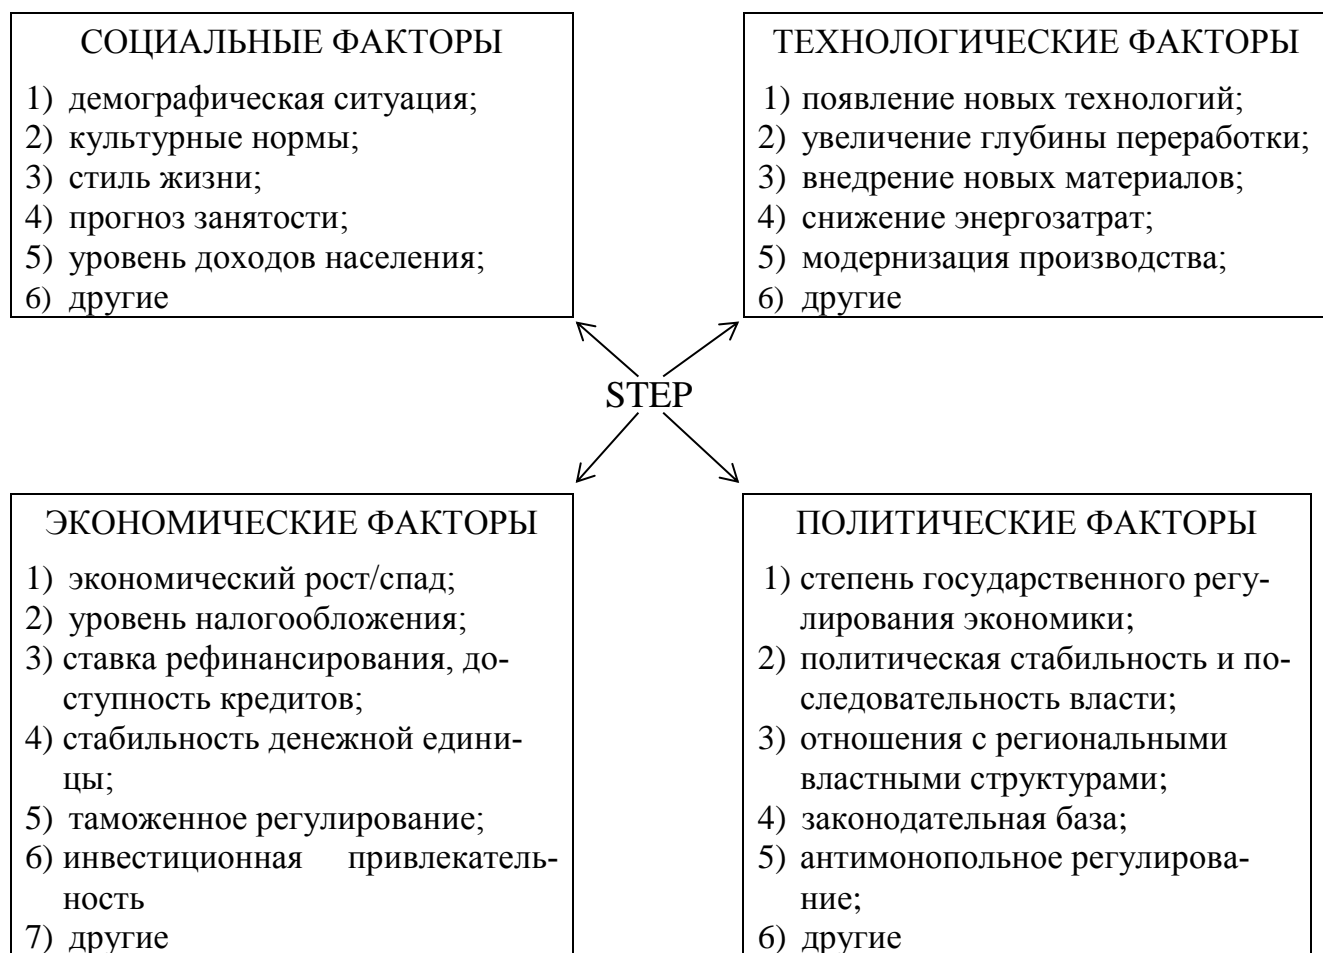 СОЦИАЛЬНЫЕ ФАКТОРЫ
1) демографическая ситуация;
2) культурные нормы;
3) стиль жизни;
4) прогноз занятости;
5) уровень доходов населения;
6) другие
ТЕХНОЛОГИЧЕСКИЕ ФАКТОРЫ
1) появление новых технологий;
2) увеличение глубины переработки;
3) внедрение новых материалов;
4) снижение энергозатрат;
5) модернизация производства;
6) другие
STEP
ЭКОНОМИЧЕСКИЕ ФАКТОРЫ
1) экономический рост/спад;
2) уровень налогообложения;
3) ставка рефинансирования, до-
ступность кредитов;
4) стабильность денежной едини-
цы;
5) таможенное регулирование;
6) инвестиционная привлекатель-
ность
7) другие
ПОЛИТИЧЕСКИЕ ФАКТОРЫ
1) степень государственного регу-
лирования экономики;
2) политическая стабильность и по-
следовательность власти;
3) отношения с региональными
властными структурами;
4) законодательная база;
5) антимонопольное регулирова-
ние;
6) другие